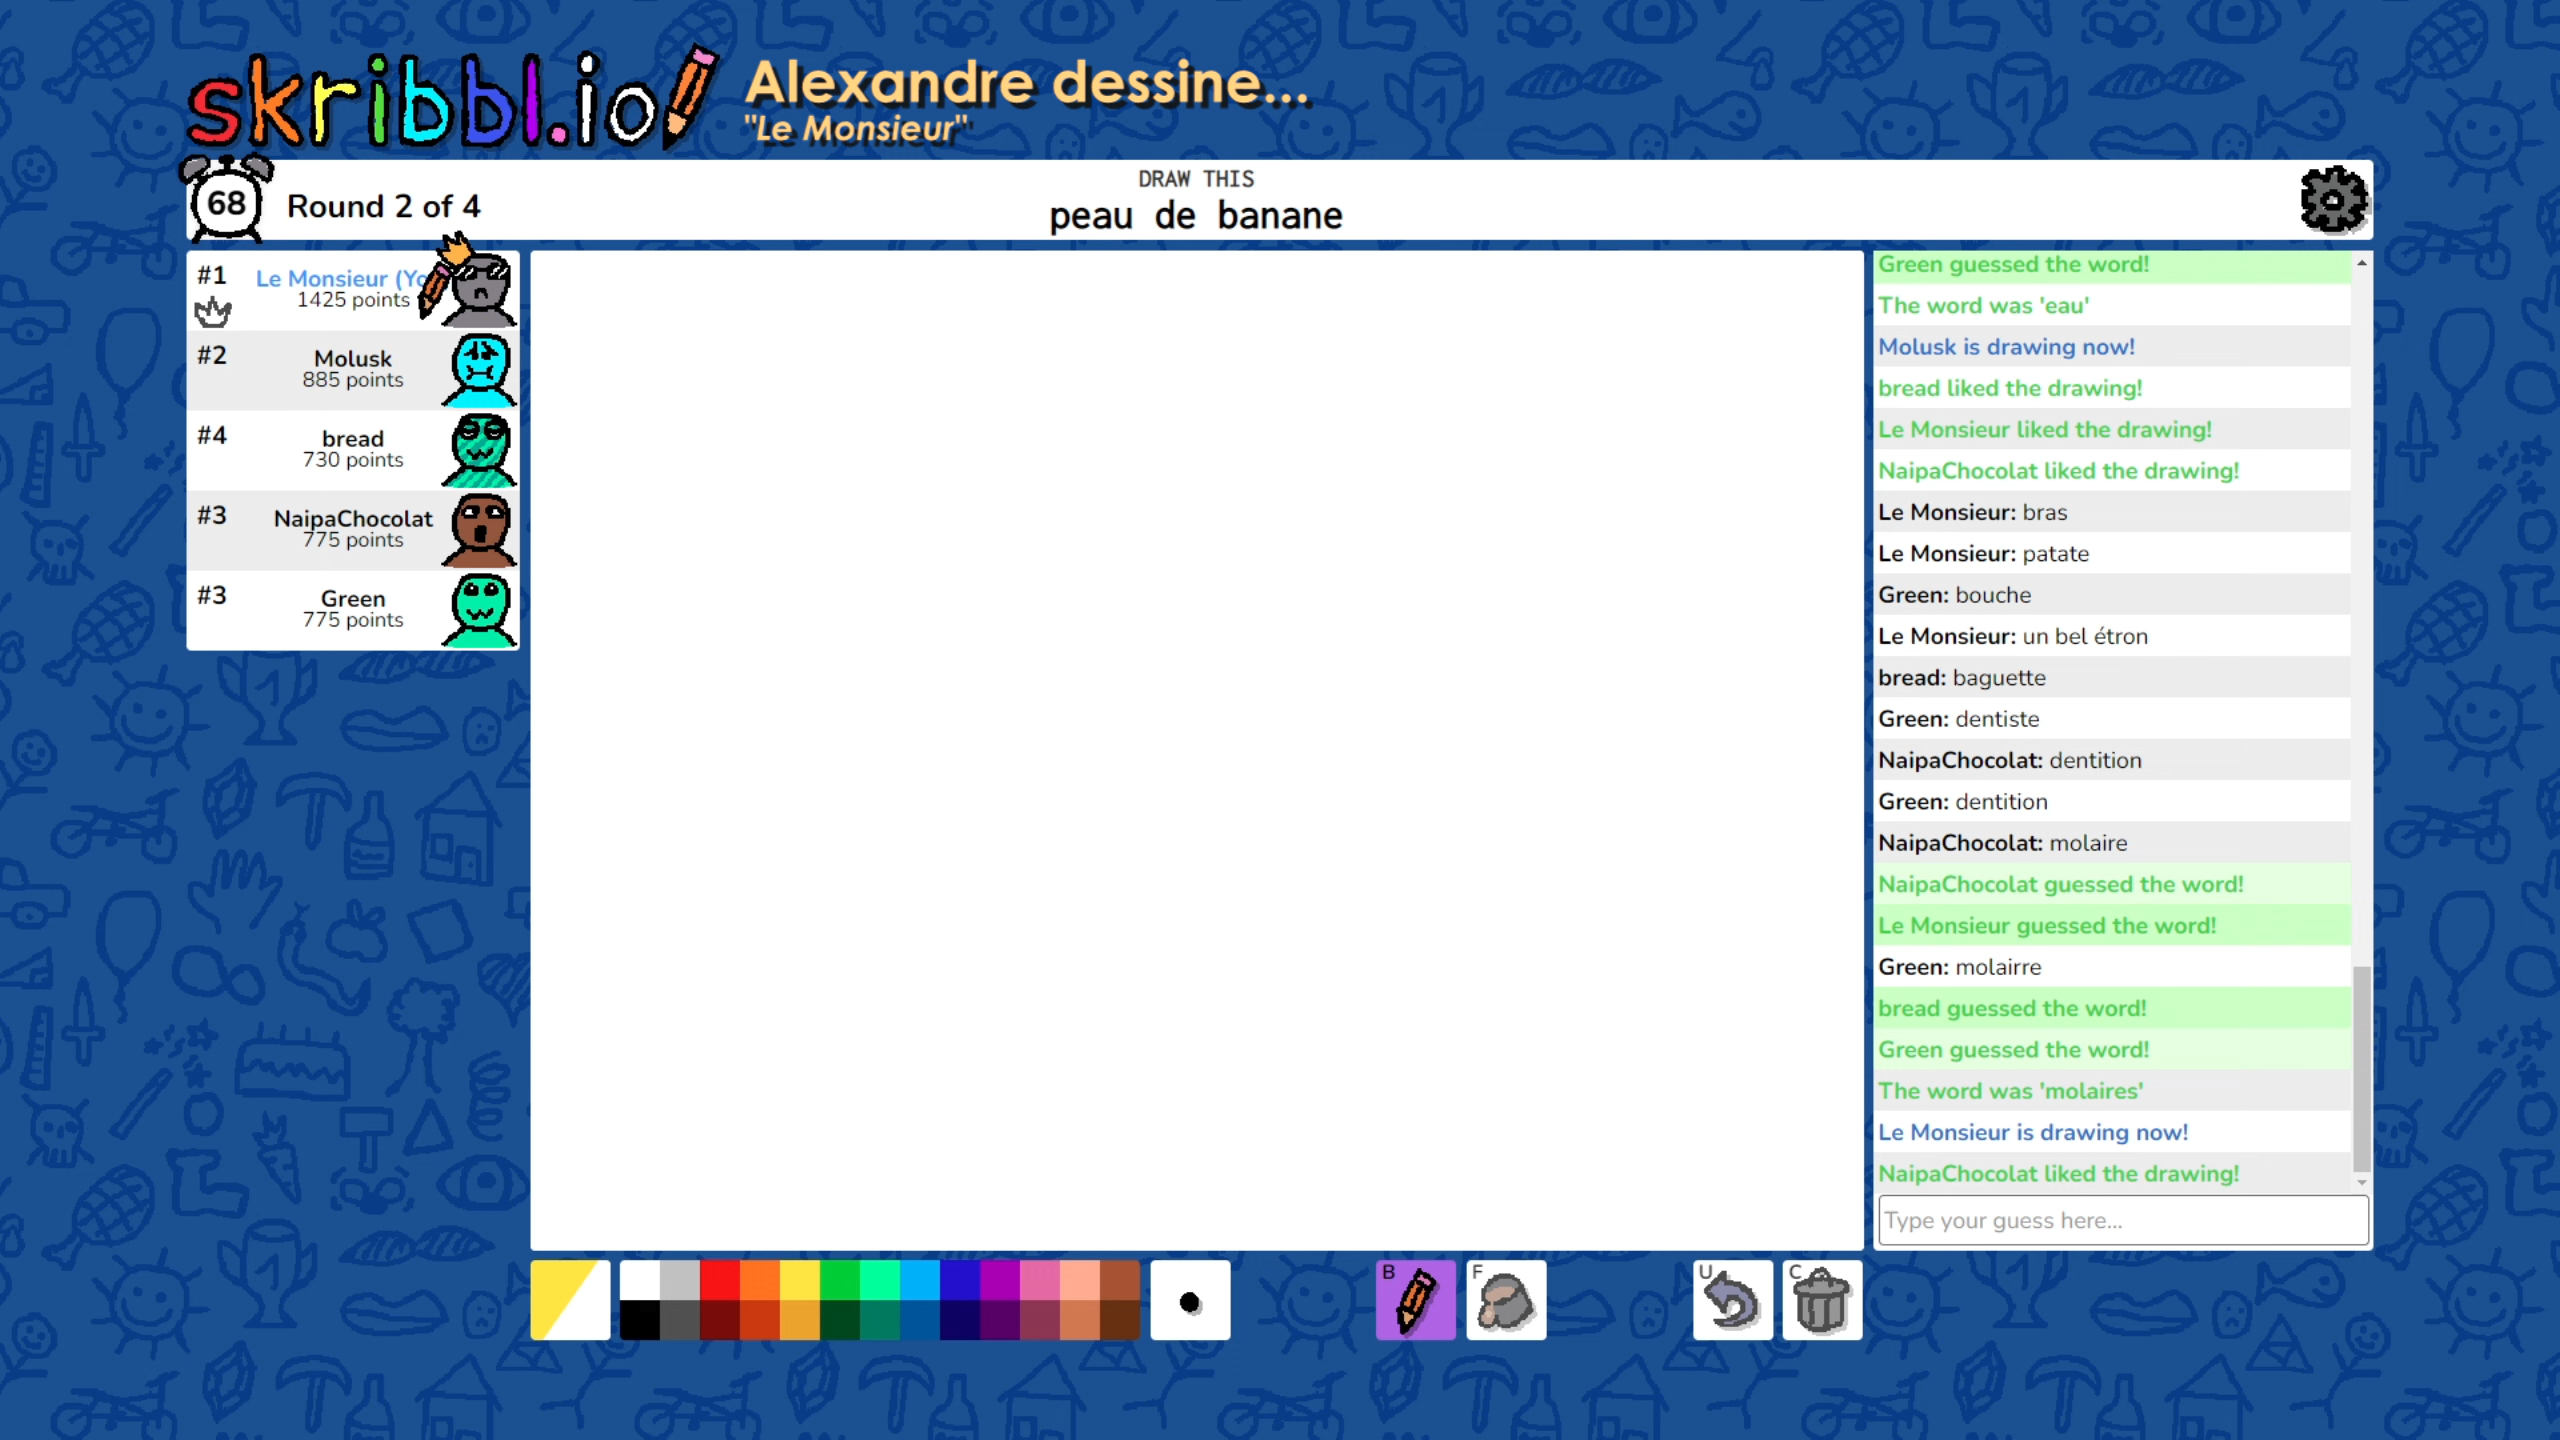 skribbl.io
Alexandre dessine...
"Le Monsieur"
68
Round 2 of 4
DRAW THIS
peau de banane
#1
Le Monsieur (Yo
1425 points
#2
Molusk
885 points
#4
bread
730 points
#3
NaipaChocolat
775 points
#3
Green
775 points
Green guessed the word!
The word was 'eau'
Molusk is drawing now!
bread liked the drawing!
Le Monsieur liked the drawing!
NaipaChocolat liked the drawing!
Le Monsieur: bras
Le Monsieur: patate
Green: bouche
Le Monsieur: un bel étron
bread: baguette
Green: dentiste
NaipaChocolat: dentition
Green: dentition
NaipaChocolat: molaire
NaipaChocolat guessed the word!
Le Monsieur guessed the word!
Green: molairre
bread guessed the word!
Green guessed the word!
The word was 'molaires'
Le Monsieur is drawing now!
NaipaChocolat liked the drawing!
Type your guess here...
B
F
U
C